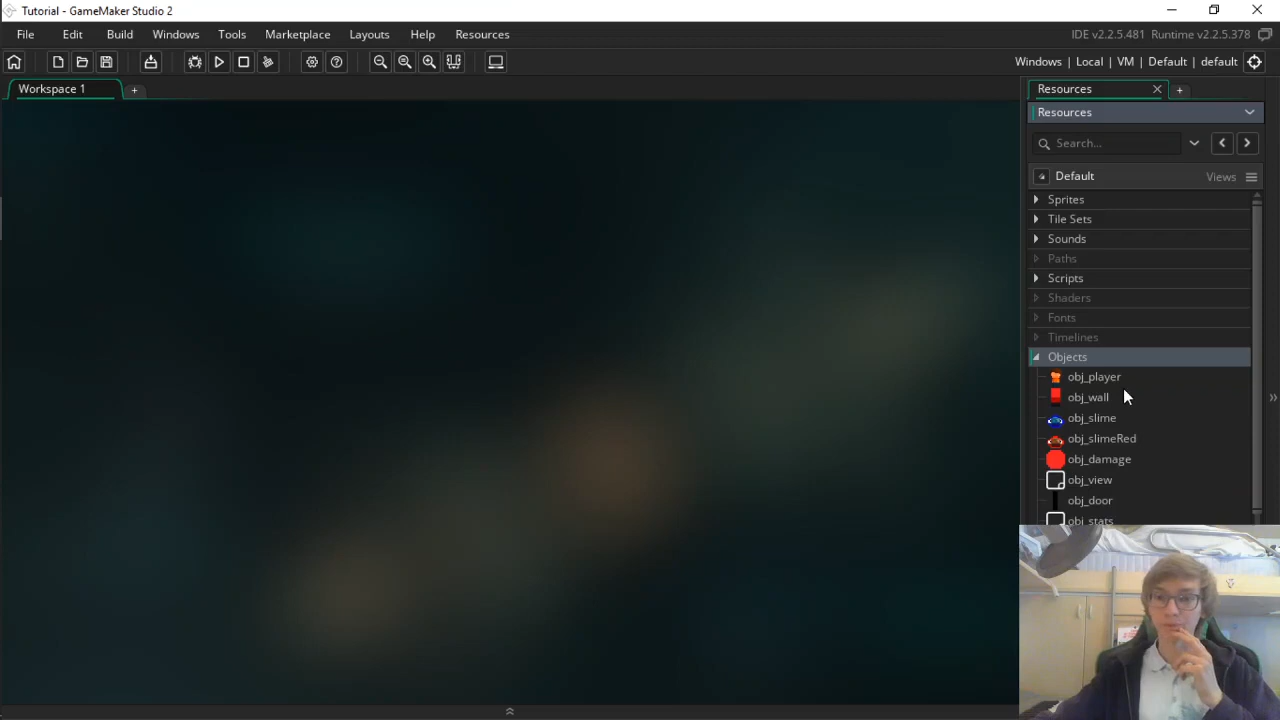 Tutorial - GameMaker Studio 2
File Edit Build Windows Tools Marketplace Layouts Help Resources
IDE v2.2.5.481 Runtime v2.2.5.378
Windows | Local | VM | Default | default
Workspace 1
Resources
Resources
Search...
Default Views
Sprites
Tile Sets
Sounds
Paths
Scripts
Shaders
Fonts
Timelines
Objects
obj_player
obj_wall
obj_slime
obj_slimeRed
obj_damage
obj_view
obj_door
obj_stats